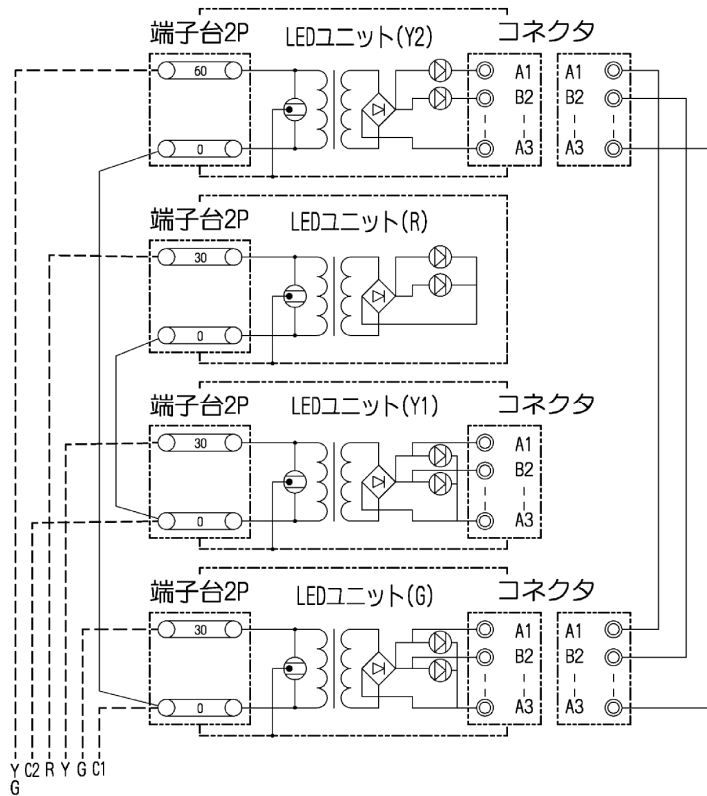 端子台2P LEDユニット(Y2) コネクタ
60 A1 A1
B2 B2
0 A3 A3
端子台2P LEDユニット(R)
30
0
端子台2P LEDユニット(Y1) コネクタ
30 A1
B2
0 A3
端子台2P LEDユニット(G) コネクタ
30 A1 A1
B2 B2
0 A3 A3
Y C2 R Y G C1
G